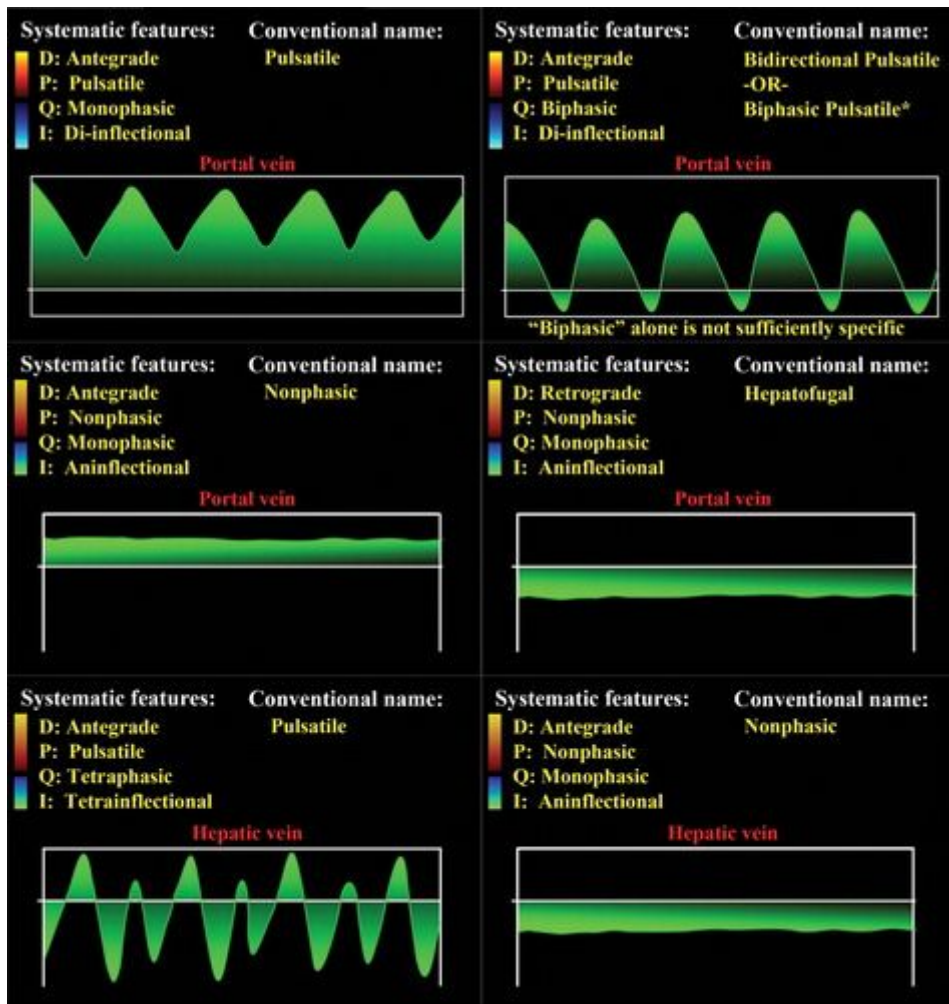 Systematic features: Conventional name:
D: Antegrade Pulsatile
P: Pulsatile
Q: Monophasic
I: Di-inflectional
Portal vein
Systematic features: Conventional name:
D: Antegrade Bidirectional Pulsatile
P: Pulsatile -OR-
Q: Biphasic Biphasic Pulsatile*
I: Di-inflectional
Portal vein
“Biphasic” alone is not sufficiently specific
Systematic features: Conventional name:
D: Antegrade Nonphasic
P: Nonphasic
Q: Monophasic
I: Aninflectional
Portal vein
Systematic features: Conventional name:
D: Retrograde Hepatofugal
P: Nonphasic
Q: Monophasic
I: Aninflectional
Portal vein
Systematic features: Conventional name:
D: Antegrade Pulsatile
P: Pulsatile
Q: Tetraphasic
I: Tetrainflectional
Hepatic vein
Systematic features: Conventional name:
D: Antegrade Nonphasic
P: Nonphasic
Q: Monophasic
I: Aninflectional
Hepatic vein